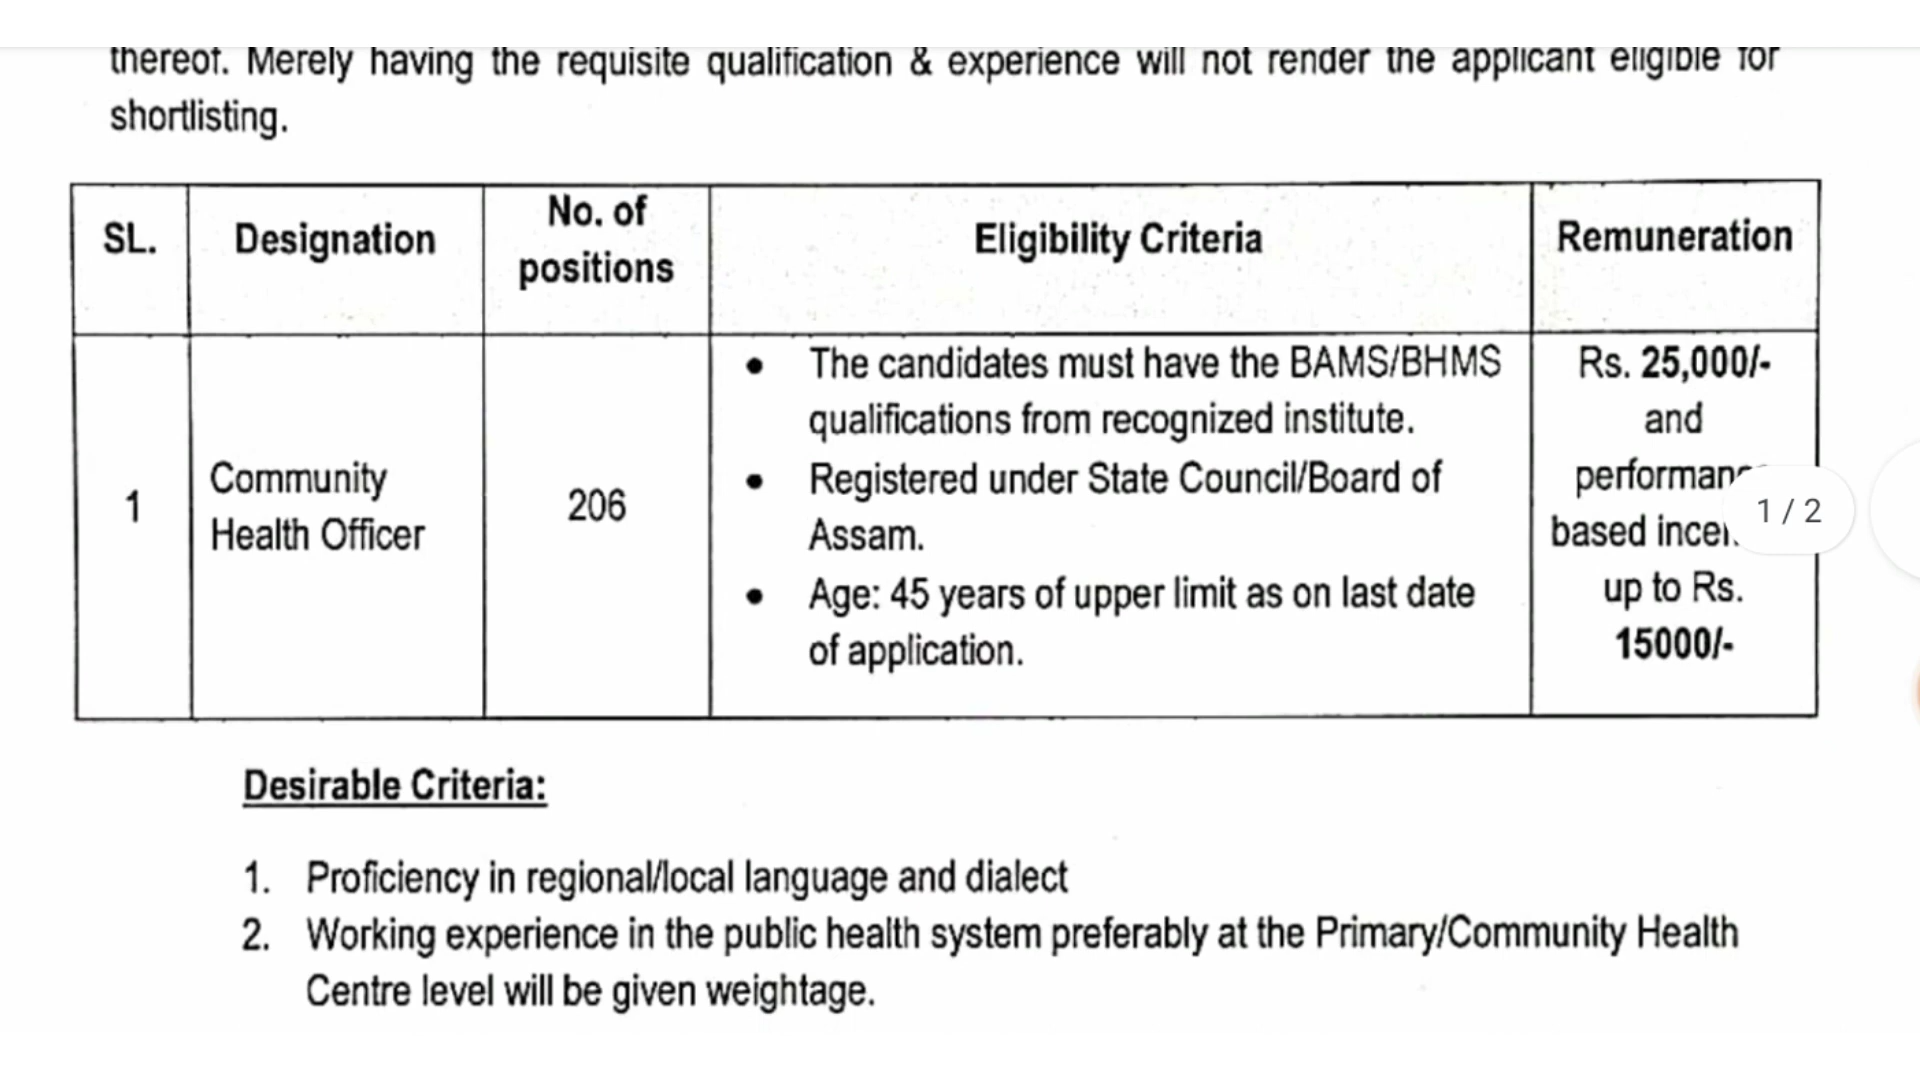 thereof. Merely having the requisite qualification & experience will not render the applicant eligible for
shortlisting.
SL.
Designation
No. of
positions
Eligibility Criteria
Remuneration
1
Community
Health Officer
206
• The candidates must have the BAMS/BHMS
qualifications from recognized institute.
• Registered under State Council/Board of
Assam.
• Age: 45 years of upper limit as on last date
of application.
Rs. 25,000/-
and
based
up to Rs.
15000/-
1 / 2
Desirable Criteria:
1. Proficiency in regional/local language and dialect
2. Working experience in the public health system preferably at the Primary/Community Health
Centre level will be given weightage.